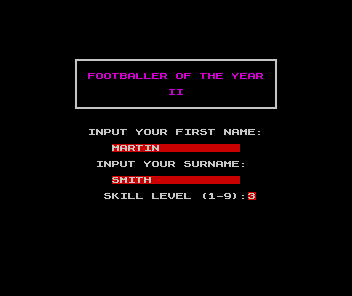 FOOTBALLER OF THE YEAR
II
INPUT YOUR FIRST NAME:
MARTIN
INPUT YOUR SURNAME:
SMITH
SKILL LEVEL (1-9):3